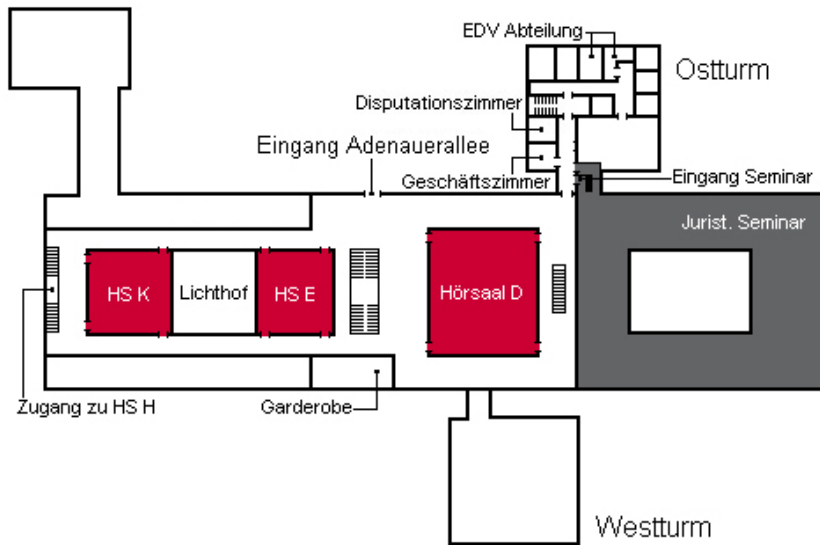 EDV Abteilung
Ostturm
Disputationszimmer
Eingang Adenauerallee
Geschäftszimmer
Eingang Seminar
Jurist. Seminar
HS K
Lichthof
HS E
Hörsaal D
Zugang zu HS H
Garderobe
Westturm